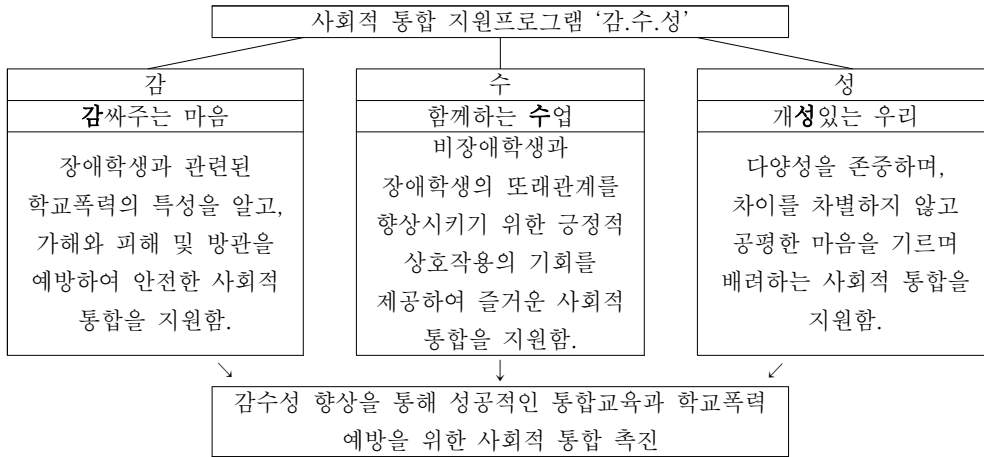 사회적 통합 지원프로그램 ‘감.수.성’
감
감싸주는 마음
장애학생과 관련된
학교폭력의 특성을 알고,
가해와 피해 및 방관을
예방하여 안전한 사회적
통합을 지원함.
수
함께하는 수업
비장애학생과
장애학생의 또래관계를
향상시키기 위한 긍정적
상호작용의 기회를
제공하여 즐거운 사회적
통합을 지원함.
성
개성있는 우리
다양성을 존중하며,
차이를 차별하지 않고
공평한 마음을 기르며
배려하는 사회적 통합을
지원함.
↘ ↓ ↙
감수성 향상을 통해 성공적인 통합교육과 학교폭력
예방을 위한 사회적 통합 촉진